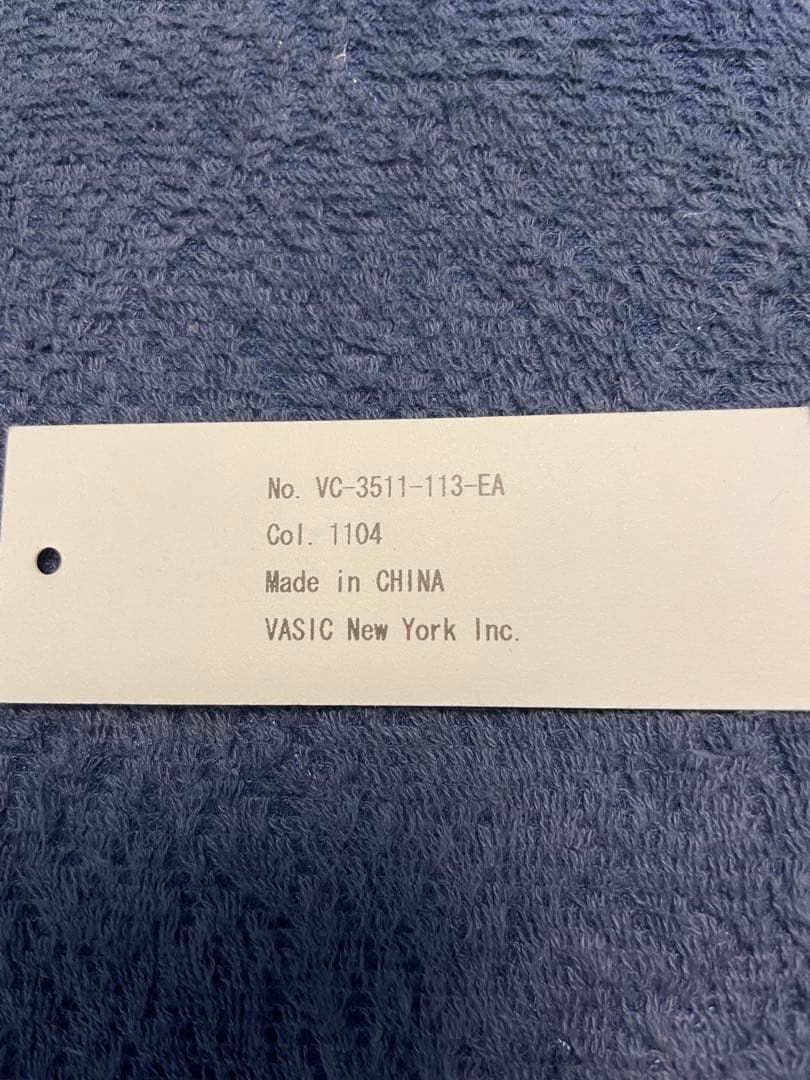 No. VC-3511-113-EA
Col. 1104
Made in CHINA
VASIC New York Inc.